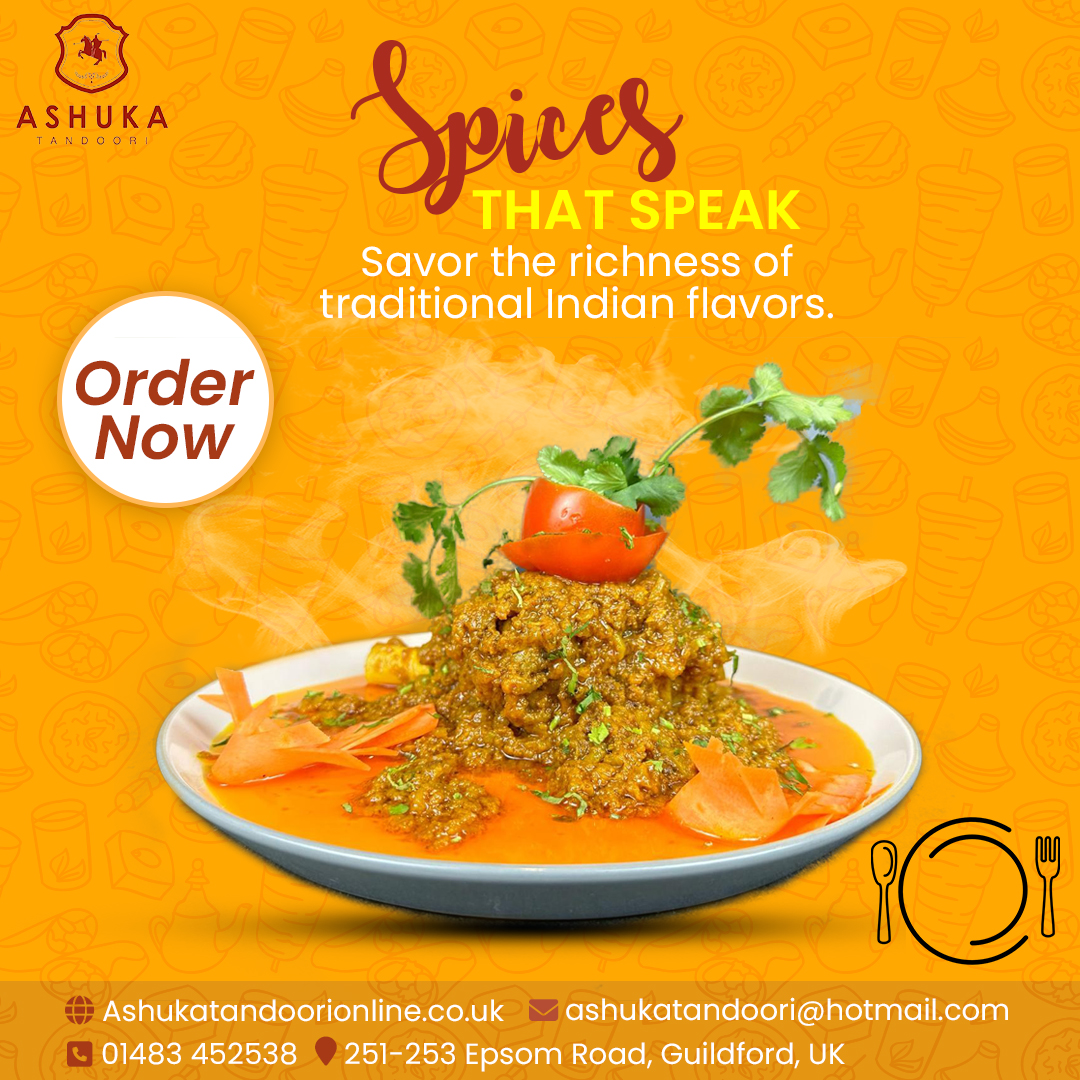 ASHUKA
TANDOORI
Spices
THAT SPEAK
Savor the richness of
traditional Indian flavors.
Order
Now
Ashukatandoorionline.co.uk ashukatandoori@hotmail.com
01483 452538 251-253 Epsom Road, Guildford, UK